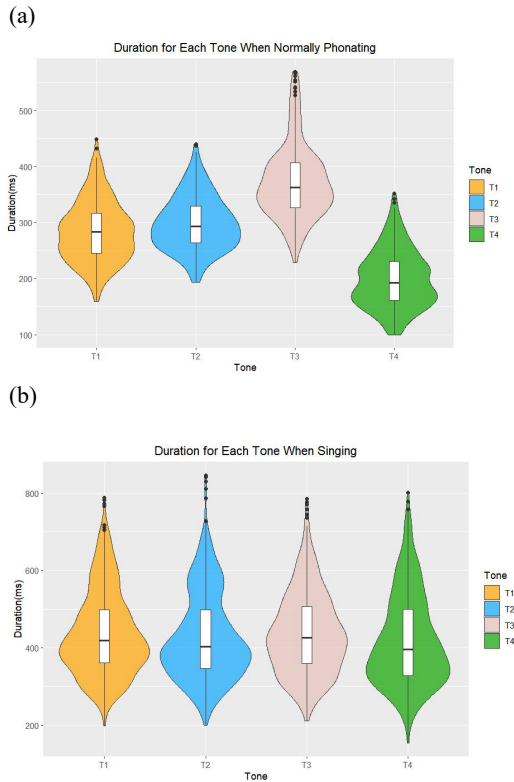 (a)
Duration for Each Tone When Normally Phonating
500
400
300
200
100
Duration(ms)
T1 T2 T3 T4
Tone
Tone
T1
T2
T3
T4
(b)
Duration for Each Tone When Singing
800
600
400
200
Duration(ms)
T1 T2 T3 T4
Tone
Tone
T1
T2
T3
T4